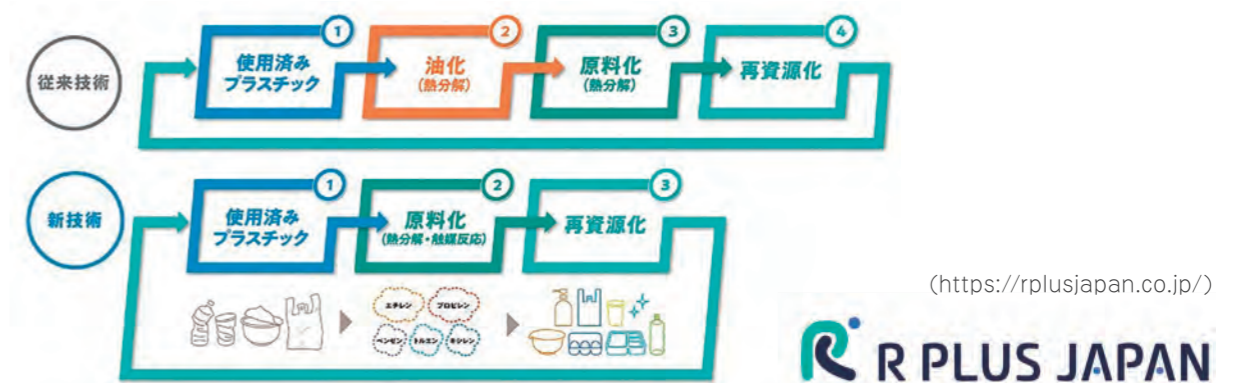 従来技術
①
使用済み
プラスチック
②
油化
(熱分解)
③
原料化
(熱分解)
④
再資源化
新技術
①
使用済み
プラスチック
②
原料化
(熱分解・触媒反応)
③
再資源化
エチレン
プロピレン
ベンゼン
トルエン
キシレン
(https://rplusjapan.co.jp/)
R PLUS JAPAN